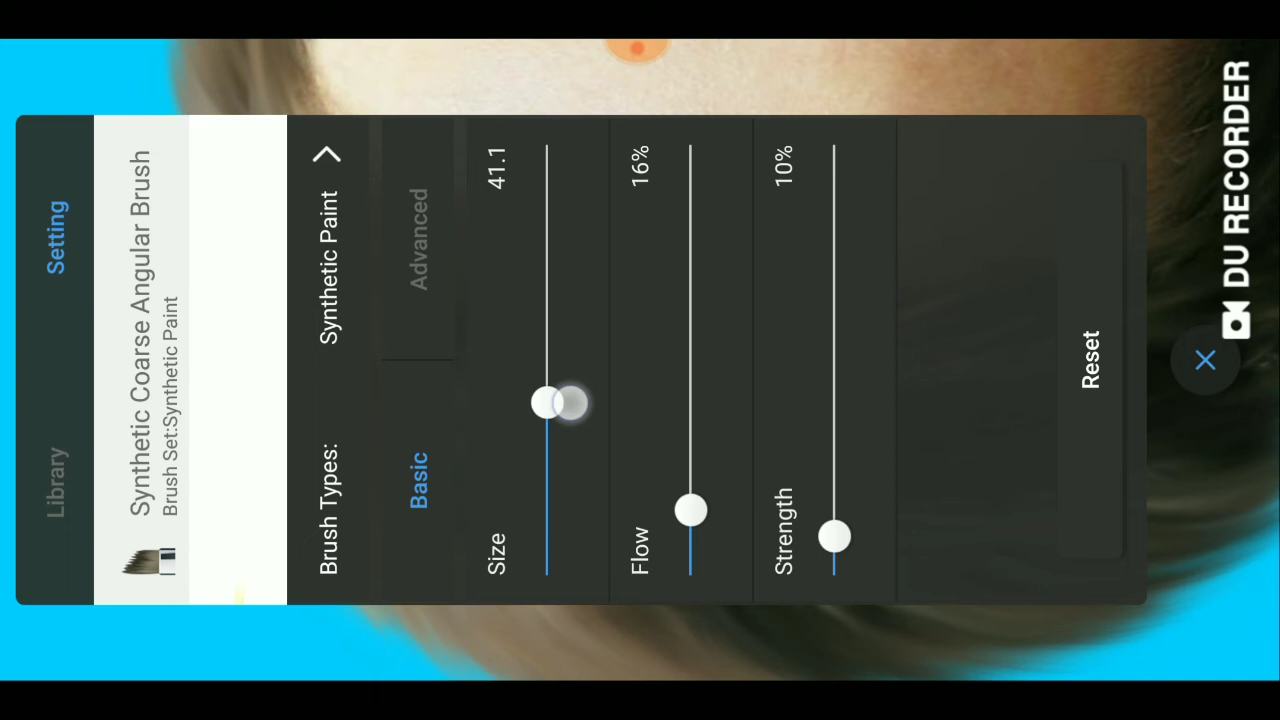 Library
Setting
Synthetic Coarse Angular Brush
Brush Set:Synthetic Paint
Brush Types:
Synthetic Paint
Basic
Advanced
Size
41.1
Flow
16%
Strength
10%
Reset
DU RECORDER